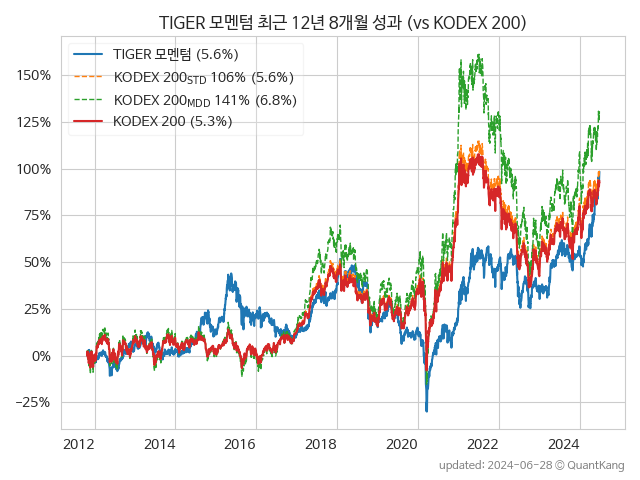 TIGER 모멘텀 최근 12년 8개월 성과 (vs KODEX 200)
TIGER 모멘텀 (5.6%)
KODEX 200STD 106% (5.6%)
KODEX 200MDD 141% (6.8%)
KODEX 200 (5.3%)
150%
125%
100%
75%
50%
25%
0%
−25%
2012 2014 2016 2018 2020 2022 2024
updated: 2024-06-28 © QuantKang